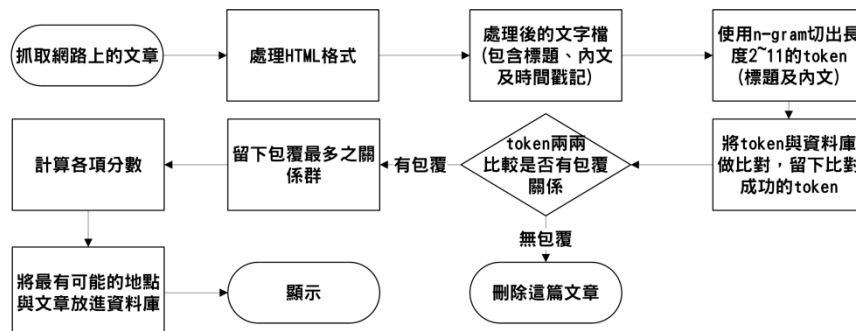 抓取網路上的文章
處理HTML格式
處理後的文字檔
(包含標題、內文
及時間戳記)
使用n-gram切出長
度2~11的token
(標題及內文)
將token與資料庫
做比對，留下比對
成功的token
token兩兩
比較是否有包覆
關係
有包覆
留下包覆最多之關
係群
計算各項分數
無包覆
將最有可能的地點
與文章放進資料庫
顯示
刪除這篇文章